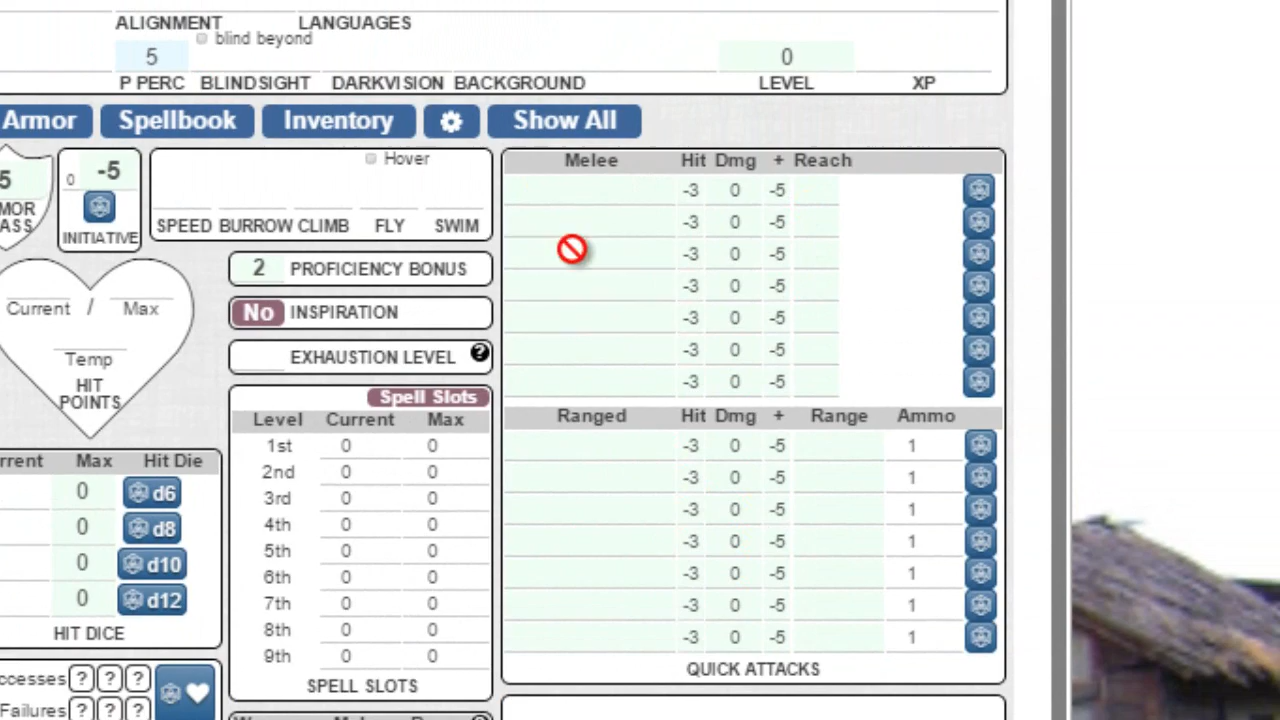 ALIGNMENT LANGUAGES
blind beyond
5 0
P PERC BLINDSIGHT DARKVISION BACKGROUND LEVEL XP
Armor Spellbook Inventory Show All
5
MOR
ASS
0 -5
INITIATIVE
Hover
SPEED BURROW CLIMB FLY SWIM
2 PROFICIENCY BONUS
No INSPIRATION
EXHAUSTION LEVEL ?
Current / Max
Temp
HIT
POINTS
rrent Max Hit Die
0 d6
0 d8
0 d10
0 d12
HIT DICE
ccesses ? ? ?
Failures ? ? ?
Spell Slots
Level Current Max
1st 0 0
2nd 0 0
3rd 0 0
4th 0 0
5th 0 0
6th 0 0
7th 0 0
8th 0 0
9th 0 0
SPELL SLOTS
Melee Hit Dmg + Reach
-3 0 -5
-3 0 -5
-3 0 -5
-3 0 -5
-3 0 -5
-3 0 -5
-3 0 -5
Ranged Hit Dmg + Range Ammo
-3 0 -5 1
-3 0 -5 1
-3 0 -5 1
-3 0 -5 1
-3 0 -5 1
-3 0 -5 1
-3 0 -5 1
QUICK ATTACKS